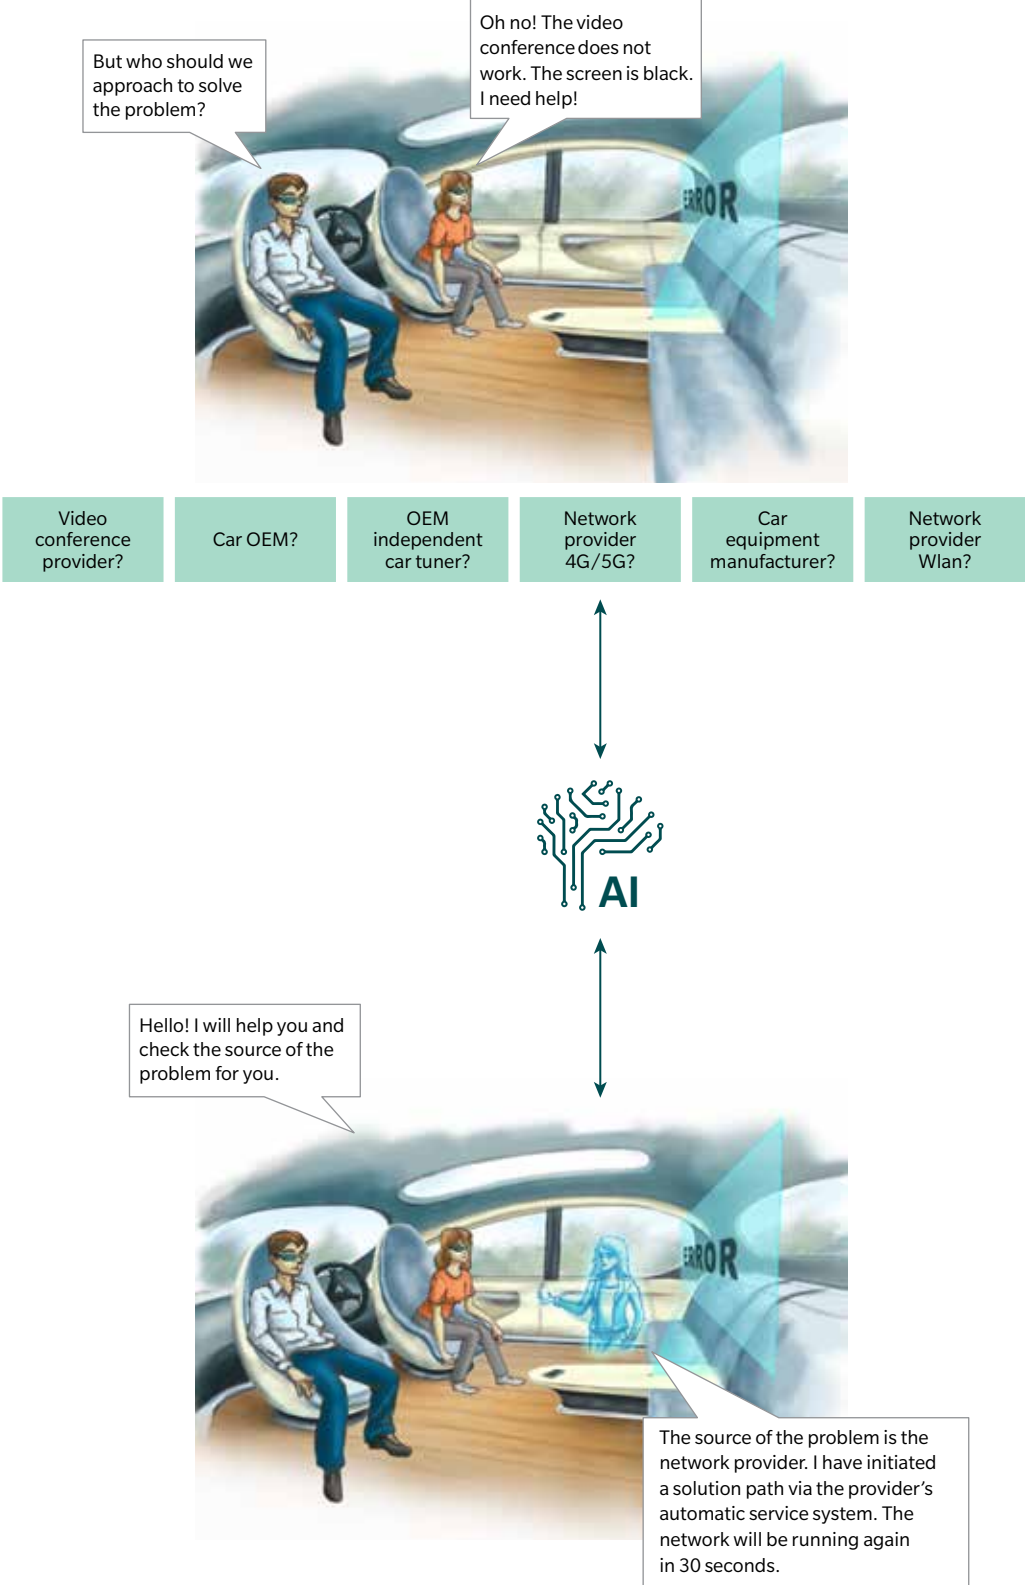 Oh no! The video
conference does not
work. The screen is black.
I need help!
But who should we
approach to solve
the problem?
ERROR
Video
conference
provider?
Car OEM?
OEM
independent
car tuner?
Network
provider
4G/5G?
Car
equipment
manufacturer?
Network
provider
Wlan?
AI
Hello! I will help you and
check the source of the
problem for you.
ERROR
The source of the problem is the
network provider. I have initiated
a solution path via the provider’s
automatic service system. The
network will be running again
in 30 seconds.